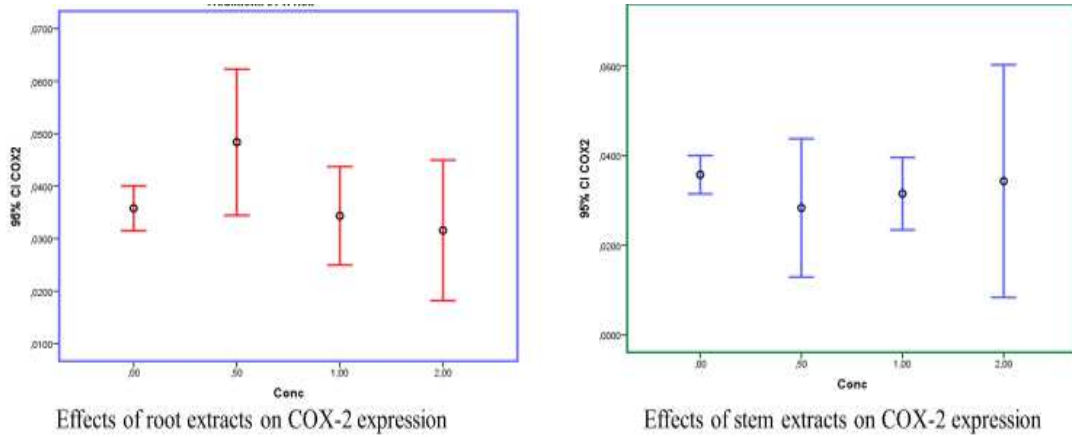 ,0700
,0600
,0500
,0400
,0300
,0200
,0100
95% CI COX2
,00 ,50 1,00 2,00
Conc
Effects of root extracts on COX-2 expression
,0600
,0400
,0200
,0000
95% CI COX2
,00 ,50 1,00 2,00
Conc
Effects of stem extracts on COX-2 expression